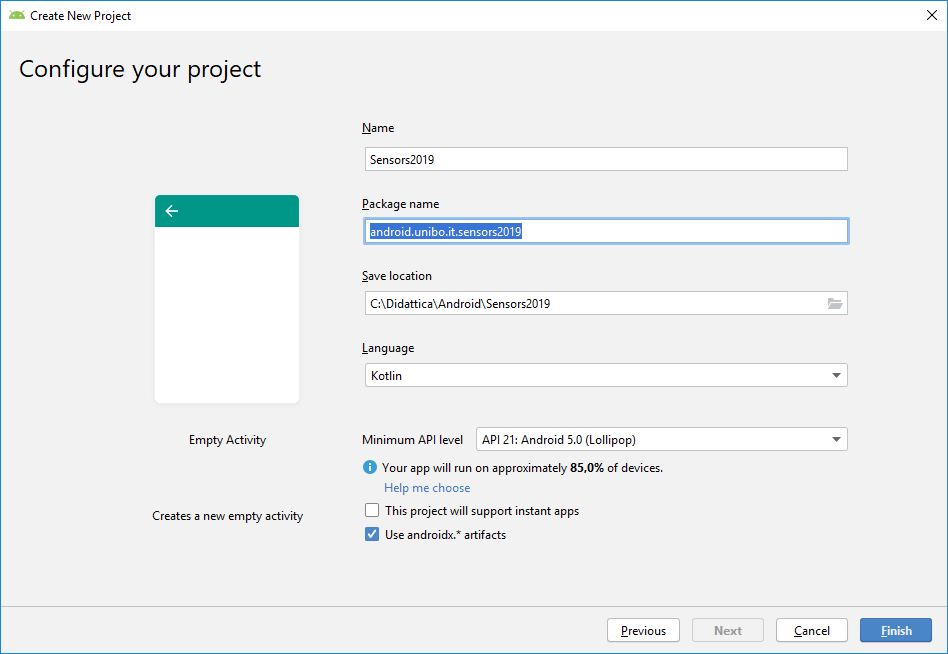 Create New Project
Configure your project
Name
Sensors2019
Package name
android.unibo.it.sensors2019
Save location
C:\Didattica\Android\Sensors2019
Language
Kotlin
Empty Activity
Minimum API level API 21: Android 5.0 (Lollipop)
Your app will run on approximately 85,0% of devices.
Help me choose
Creates a new empty activity
This project will support instant apps
Use androidx.* artifacts
Previous Next Cancel Finish